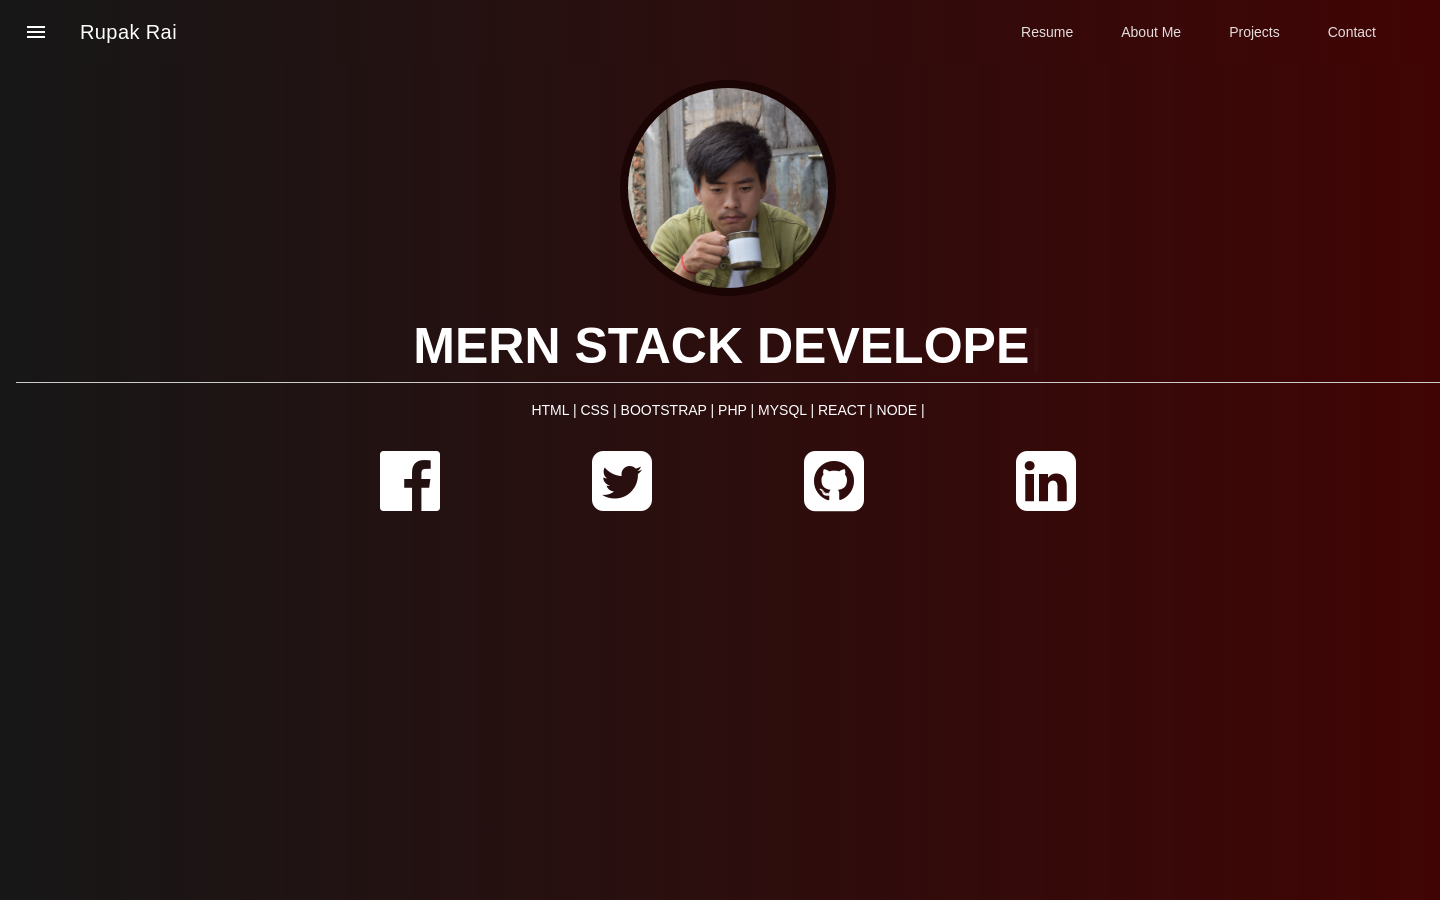 Rupak Rai
Resume
About Me
Projects
Contact
MERN STACK DEVELOPE
HTML | CSS | BOOTSTRAP | PHP | MYSQL | REACT | NODE |